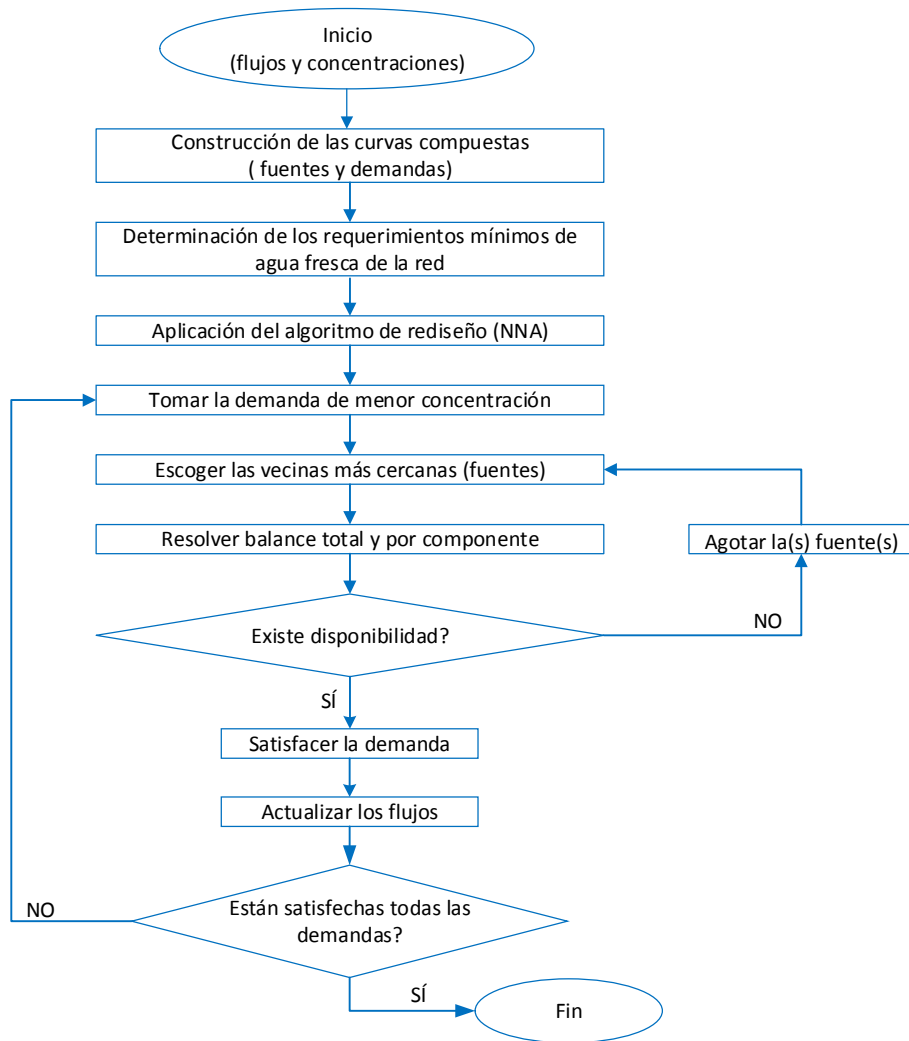 Inicio
(flujos y concentraciones)
Construcción de las curvas compuestas
( fuentes y demandas)
Determinación de los requerimientos mínimos de
agua fresca de la red
Aplicación del algoritmo de rediseño (NNA)
Tomar la demanda de menor concentración
Escoger las vecinas más cercanas (fuentes)
Resolver balance total y por componente
Agotar la(s) fuente(s)
Existe disponibilidad?
NO
SÍ
Satisfacer la demanda
Actualizar los flujos
NO
Están satisfechas todas las
demandas?
SÍ
Fin